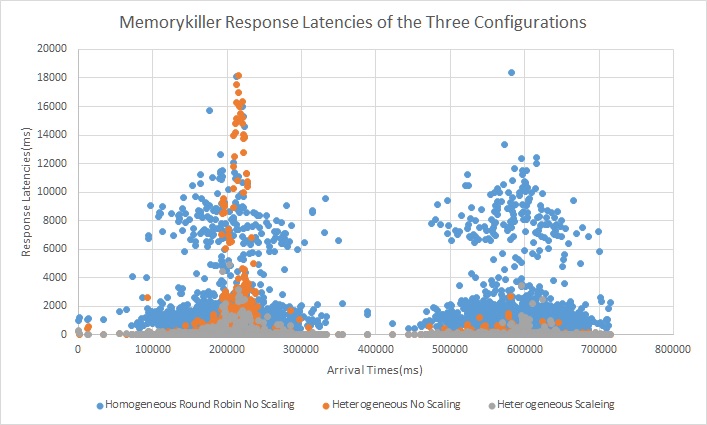 Memorykiller Response Latencies of the Three Configurations
20000
18000
16000
14000
12000
10000
8000
6000
4000
2000
0
Response Latencies(ms)
0 100000 200000 300000 400000 500000 600000 700000 800000
Arrival Times(ms)
Homogeneous Round Robin No Scaling Heterogeneous No Scaling Heterogeneous Scaleing